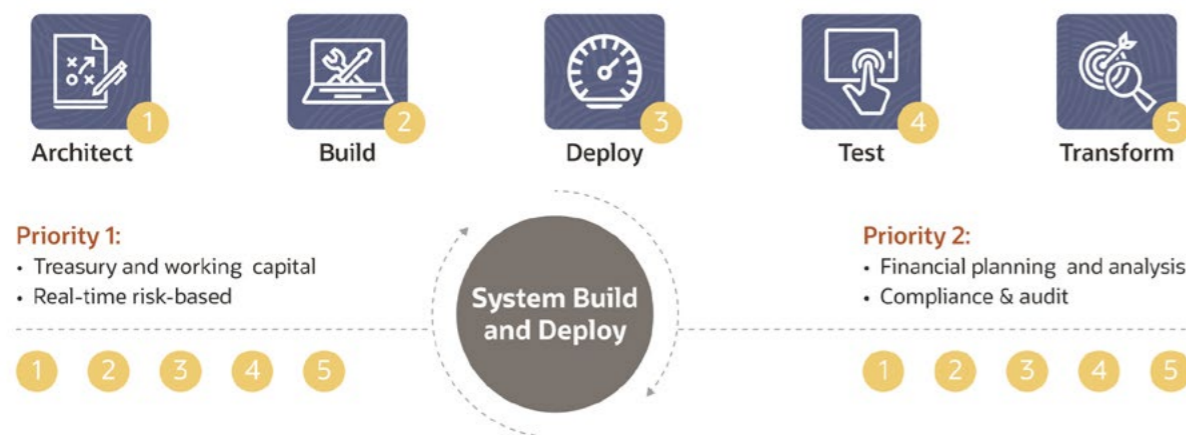 1
2
3
4
5
Architect
Build
Deploy
Test
Transform
Priority 1:
• Treasury and working capital
• Real-time risk-based
System Build
and Deploy
Priority 2:
• Financial planning and analysis
• Compliance & audit
1 2 3 4 5
1 2 3 4 5